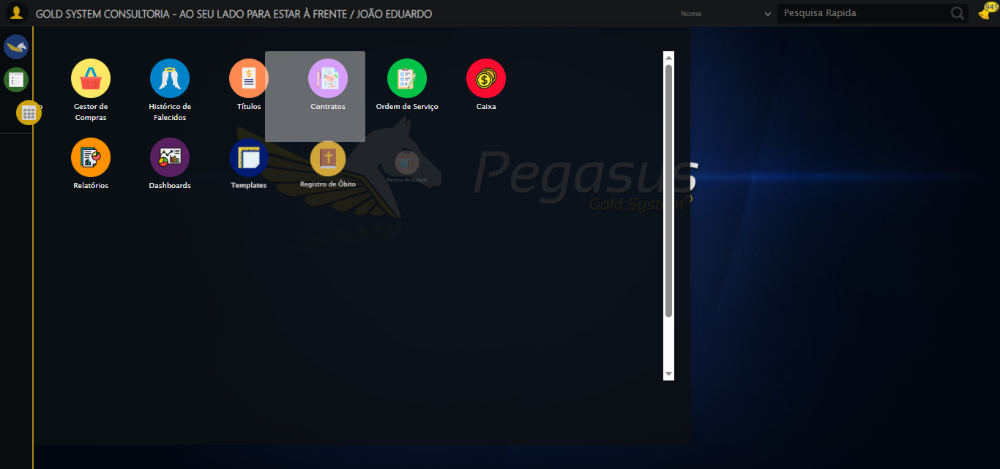 GOLD SYSTEM CONSULTORIA - AO SEU LADO PARA ESTAR À FRENTE / JOÃO EDUARDO
Nome
Pesquisa Rapida
945
Gestor de
Compras
Histórico de
Falecidos
Títulos
Contratos
Ordem de Serviço
Caixa
Relatórios
Dashboards
Templates
Registro de Óbito
Reserva de Jazigos
Pegasus
Gold System®